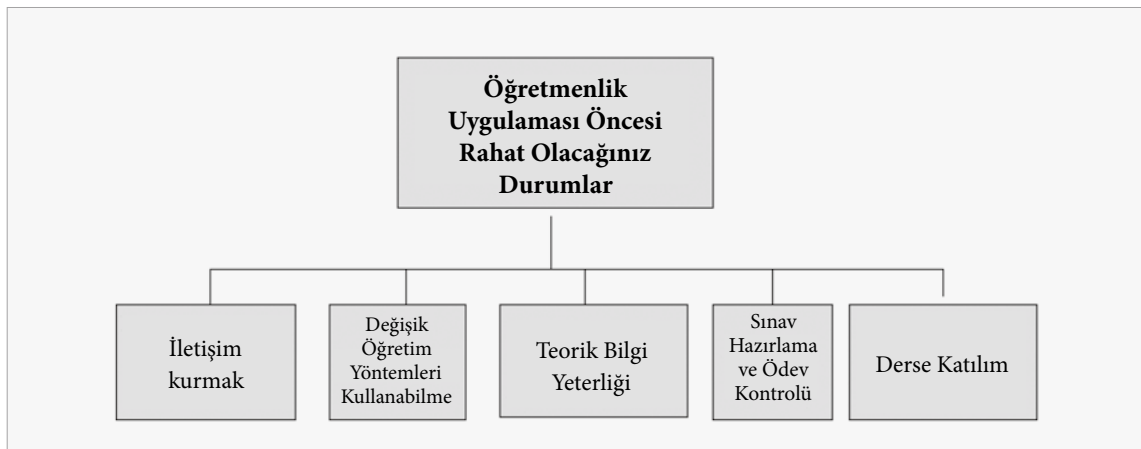 Öğretmenlik
Uygulaması Öncesi
Rahat Olacağınız
Durumlar
İletişim
kurmak
Değişik
Öğretim
Yöntemleri
Kullanabilme
Teorik Bilgi
Yeterliği
Sınav
Hazırlama
ve Ödev
Kontrolü
Derse Katılım